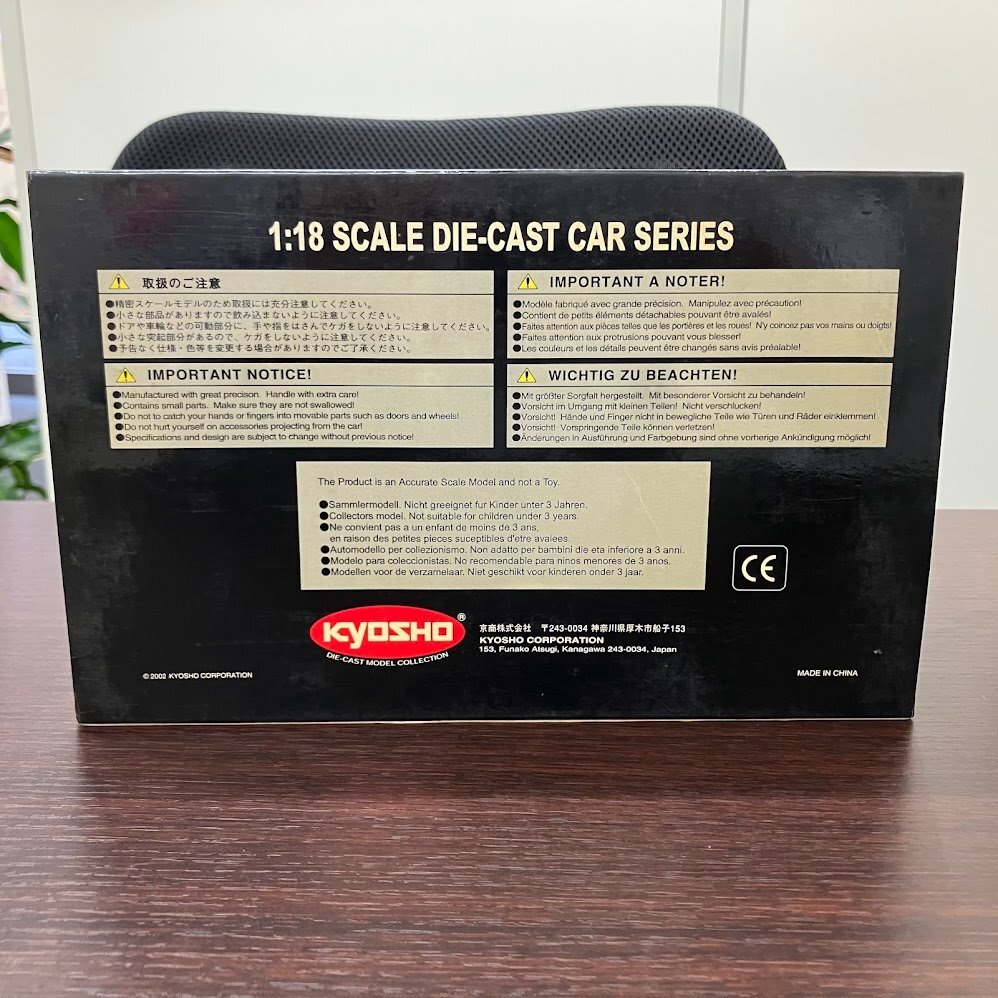 1:18 SCALE DIE-CAST CAR SERIES
取扱のご注意
●精密スケールモデルのため取扱には充分注意してください。
●小さな部品がありますので飲み込まないように注意してください。
●ドアや車輪などの可動部分に、手や指をはさんでケガをしないように注意してください。
●小さな突起部分があるので、ケガをしないように注意してください。
●予告なく仕様・色等を変更する場合がありますのでご了承ください。
IMPORTANT A NOTER!
●Modèle fabriqué avec grande précision. Manipulez avec précaution!
●Contient de petits éléments détachables pouvant être avalés!
●Faites attention aux pièces telles que les portières et les roues! N'y coincez pas vos mains ou doigts!
●Faites attention aux protrusions pouvant vous blesser!
●Les couleurs et les détails peuvent être changés sans avis préalable!
IMPORTANT NOTICE!
●Manufactured with great precison. Handle with extra care!
●Contains small parts. Make sure they are not swallowed!
●Do not to catch your hands or fingers into movable parts such as doors and wheels!
●Do not hurt yourself on accessories projecting from the car!
●Specifications and design are subject to change without previous notice!
WICHTIG ZU BEACHTEN!
●Mit größter Sorgfalt hergestellt. Mit besonderer Vorsicht zu behandeln!
●Vorsicht im Umgang mit kleinen Teilen! Nicht verschlucken!
●Vorsicht! Hände und Finger nicht in bewegliche Teile wie Türen und Räder einklemmen!
●Vorsicht! Vorspringende Teile können verletzen!
●Änderungen in Ausführung und Farbgebung sind ohne vorherige Ankündigung möglich!
The Product is an Accurate Scale Model and not a Toy.
●Sammlermodell. Nicht greeignet fur Kinder unter 3 Jahren.
●Collectors model. Not suitable for children under 3 years.
●Ne convient pas a un enfant de moins de 3 ans,
en raison des petites pieces suceptibles d'etre avalees.
●Automodello per collezionismo. Non adatto per bambini die eta inferiore a 3 anni.
●Modelo para coleccionistas. No recomendable para ninos menores de 3 anos.
●Modellen voor de verzamelaar. Niet geschikt voor kinderen onder 3 jaar.
CE
KYOSHO®
DIE-CAST MODEL COLLECTION
京商株式会社 〒243-0034 神奈川県厚木市船子153
KYOSHO CORPORATION
153, Funako Atsugi, Kanagawa 243-0034, Japan
© 2002 KYOSHO CORPORATION
MADE IN CHINA